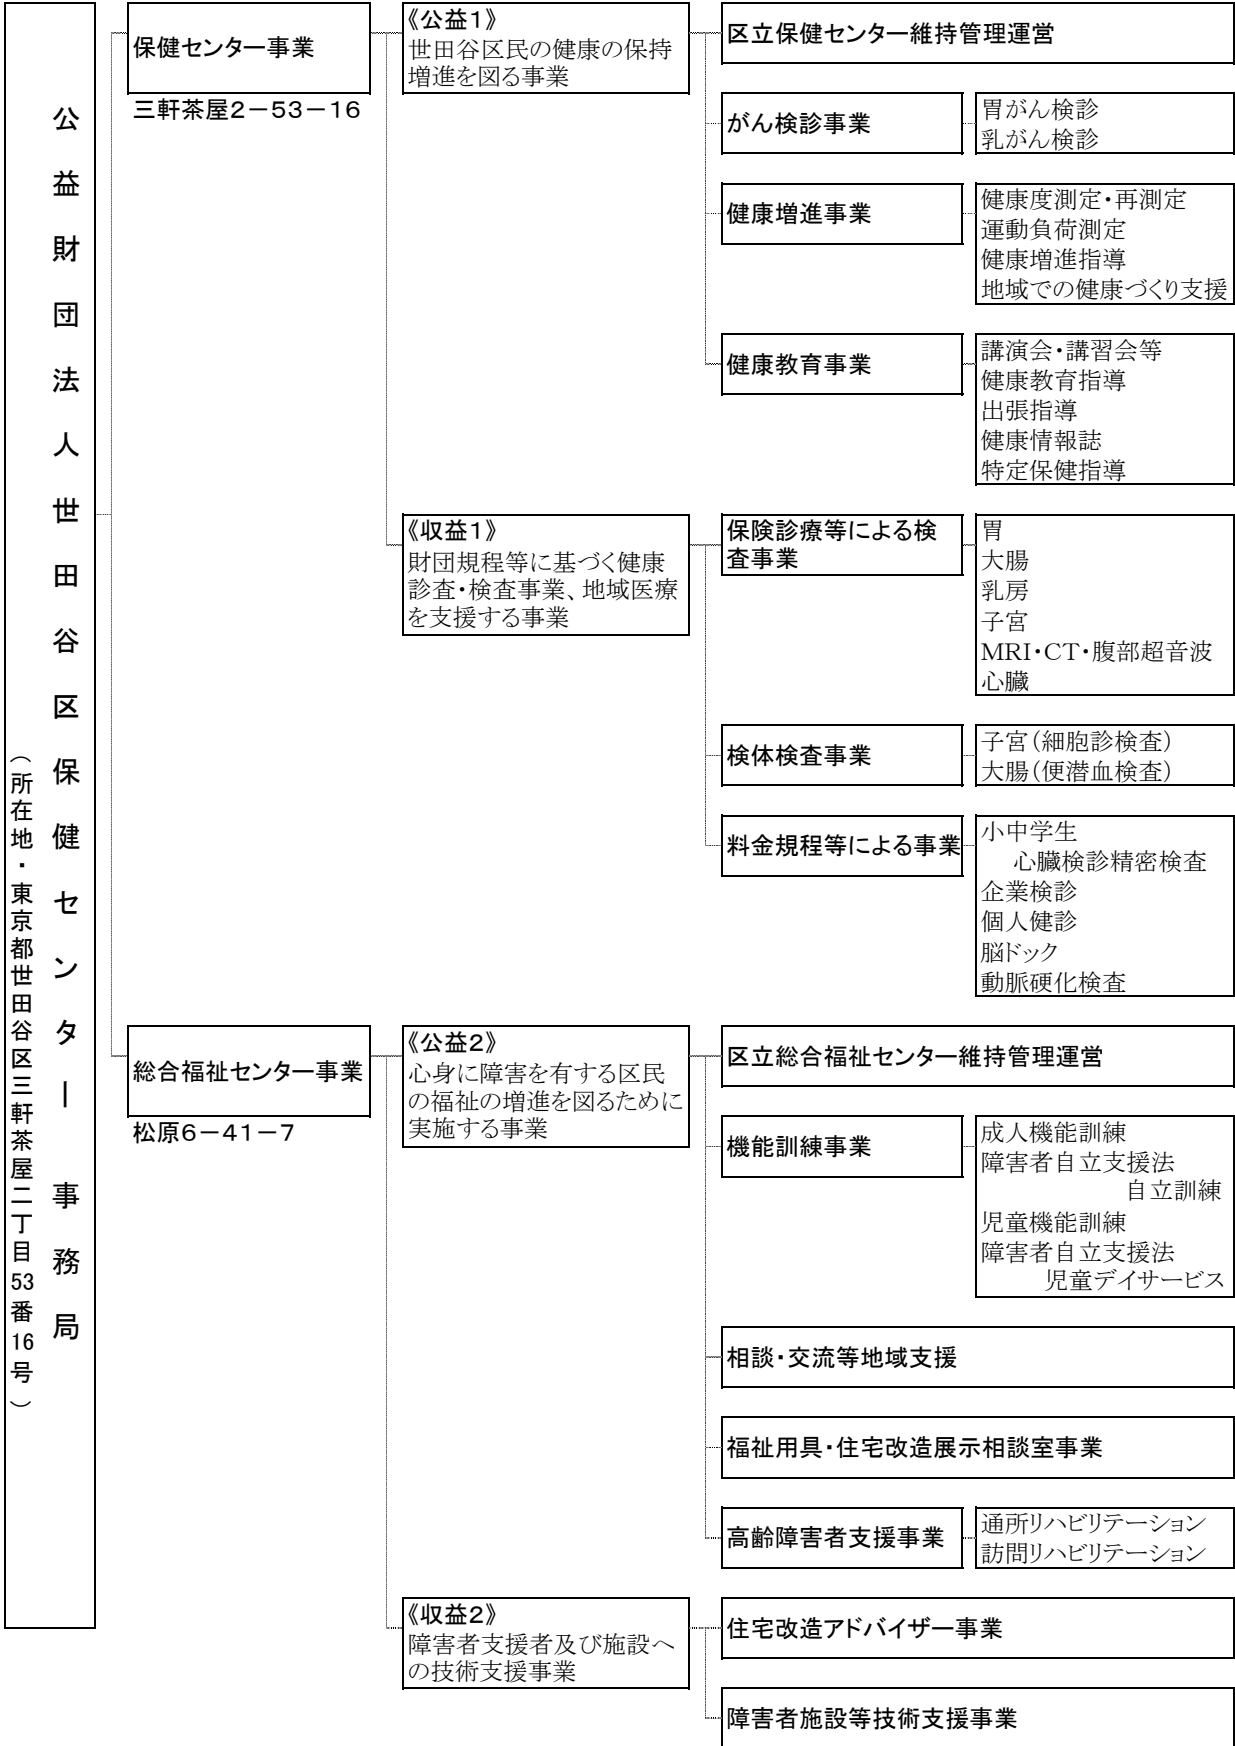 公益財団法人世田谷区保健センター 事務局
（所在地・東京都世田谷区三軒茶屋二丁目53番16号）
保健センター事業
三軒茶屋2－53－16
《公益1》
世田谷区民の健康の保持
増進を図る事業
区立保健センター維持管理運営
がん検診事業
胃がん検診
乳がん検診
健康増進事業
健康度測定・再測定
運動負荷測定
健康増進指導
地域での健康づくり支援
健康教育事業
講演会・講習会等
健康教育指導
出張指導
健康情報誌
特定保健指導
《収益1》
財団規程等に基づく健康
診査・検査事業、地域医療
を支援する事業
保険診療等による検
査事業
胃
大腸
乳房
子宮
MRI・CT・腹部超音波
心臓
検体検査事業
子宮（細胞診検査）
大腸（便潜血検査）
料金規程等による事業
小中学生
心臓検診精密検査
企業検診
個人健診
脳ドック
動脈硬化検査
総合福祉センター事業
松原6－41－7
《公益2》
心身に障害を有する区民
の福祉の増進を図るために
実施する事業
区立総合福祉センター維持管理運営
機能訓練事業
成人機能訓練
障害者自立支援法
自立訓練
児童機能訓練
障害者自立支援法
児童デイサービス
相談・交流等地域支援
福祉用具・住宅改造展示相談室事業
高齢障害者支援事業
通所リハビリテーション
訪問リハビリテーション
《収益2》
障害者支援者及び施設へ
の技術支援事業
住宅改造アドバイザー事業
障害者施設等技術支援事業